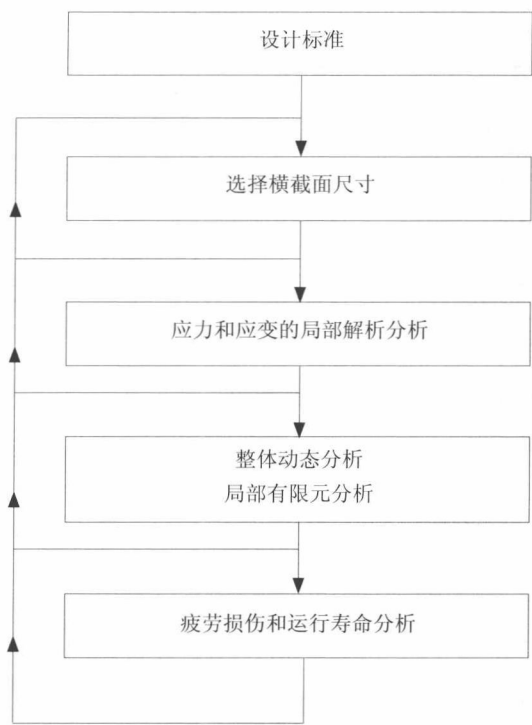 设计标准
选择横截面尺寸
应力和应变的局部解析分析
整体动态分析
局部有限元分析
疲劳损伤和运行寿命分析